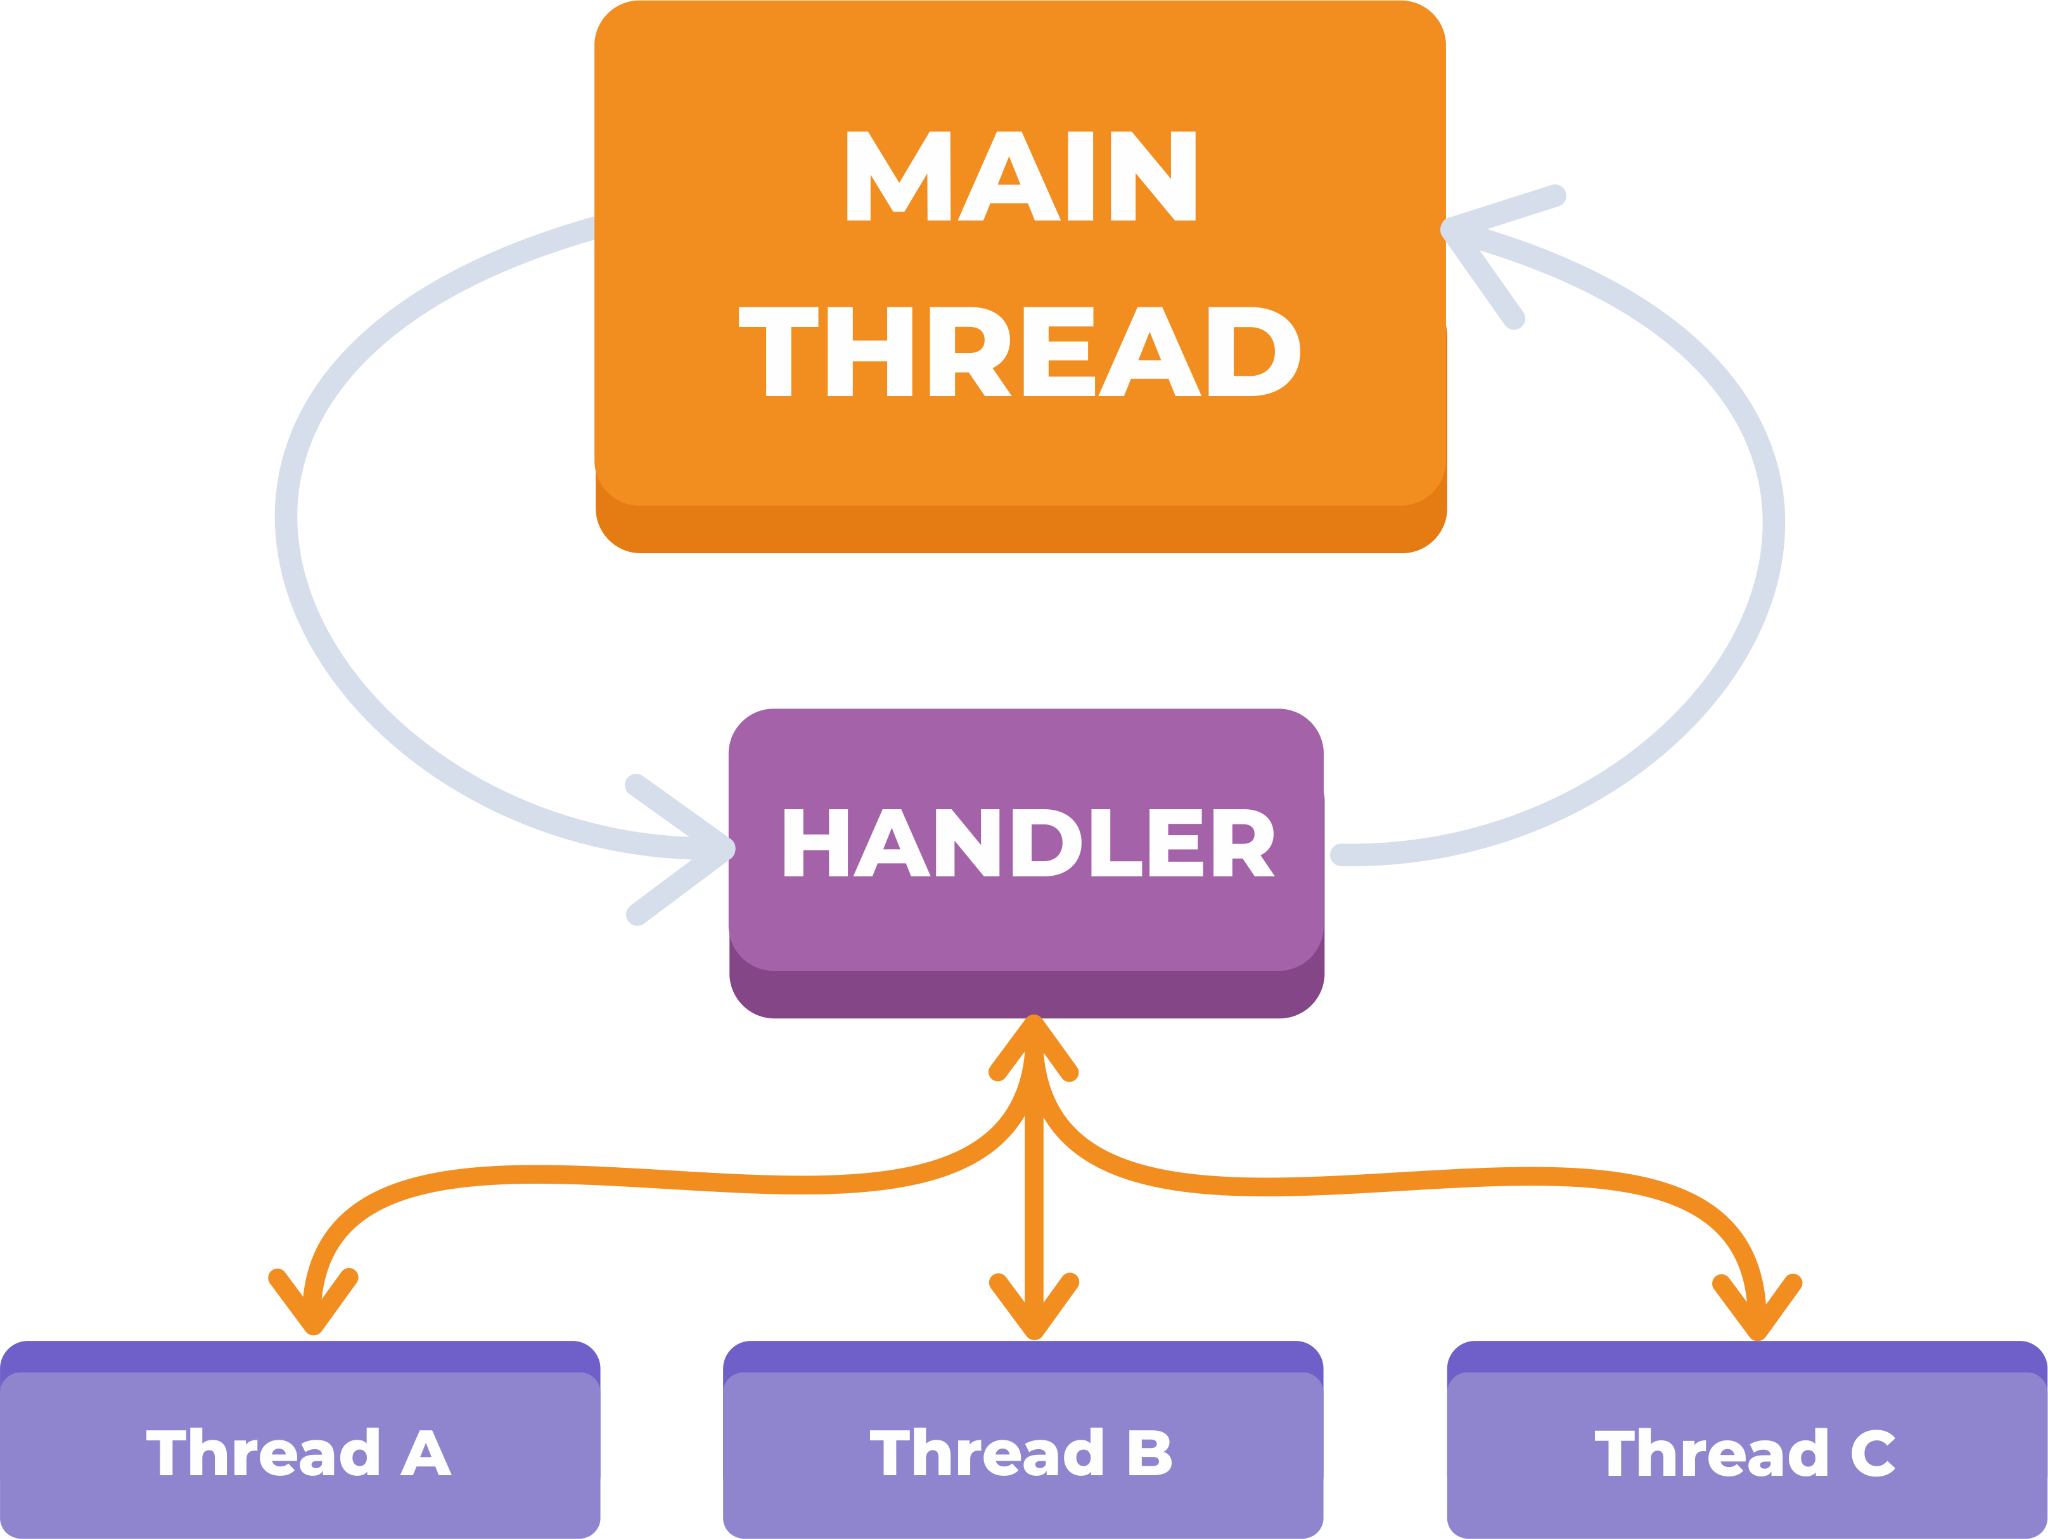 MAIN
THREAD
HANDLER
Thread A
Thread B
Thread C